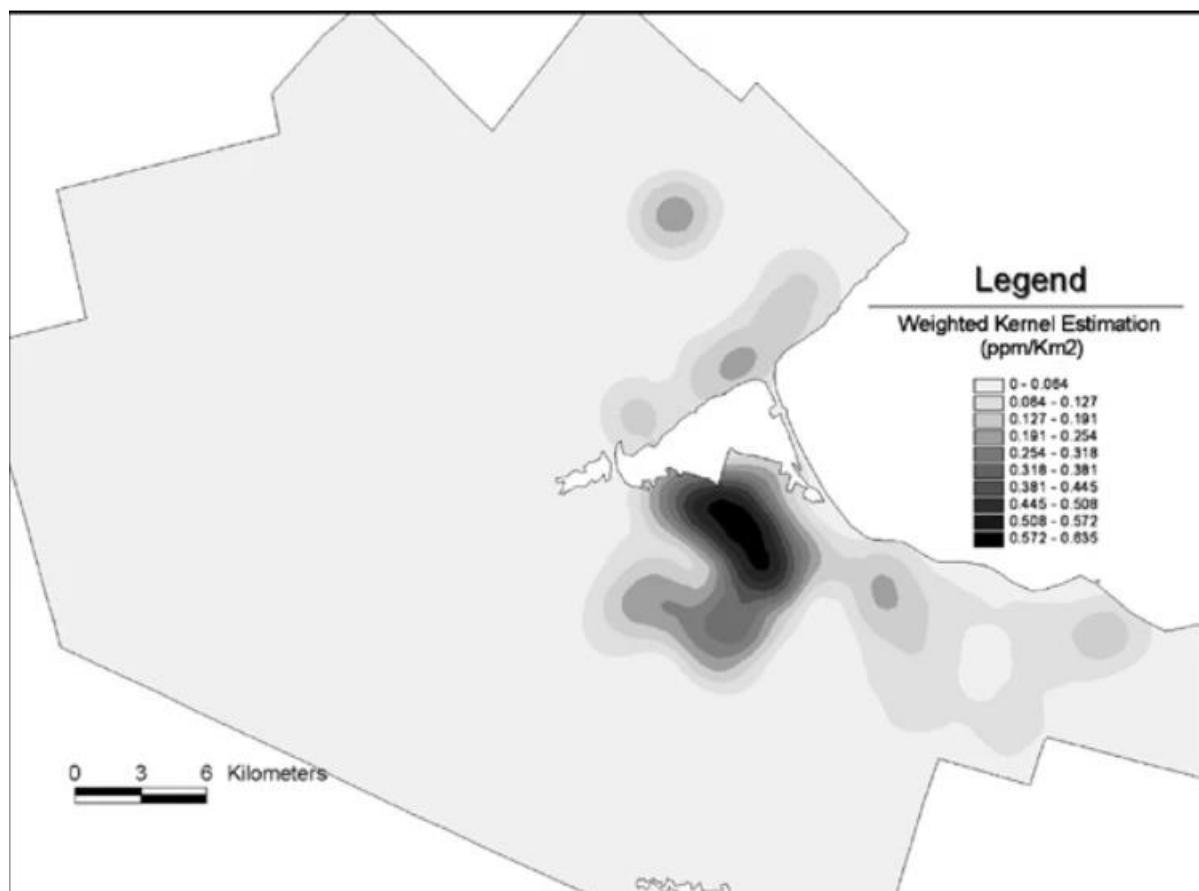 Legend
Weighted Kernel Estimation
(ppm/Km2)
0 - 0.064
0.064 - 0.127
0.127 - 0.191
0.191 - 0.254
0.254 - 0.318
0.318 - 0.381
0.381 - 0.445
0.445 - 0.508
0.508 - 0.572
0.572 - 0.635
0 3 6 Kilometers